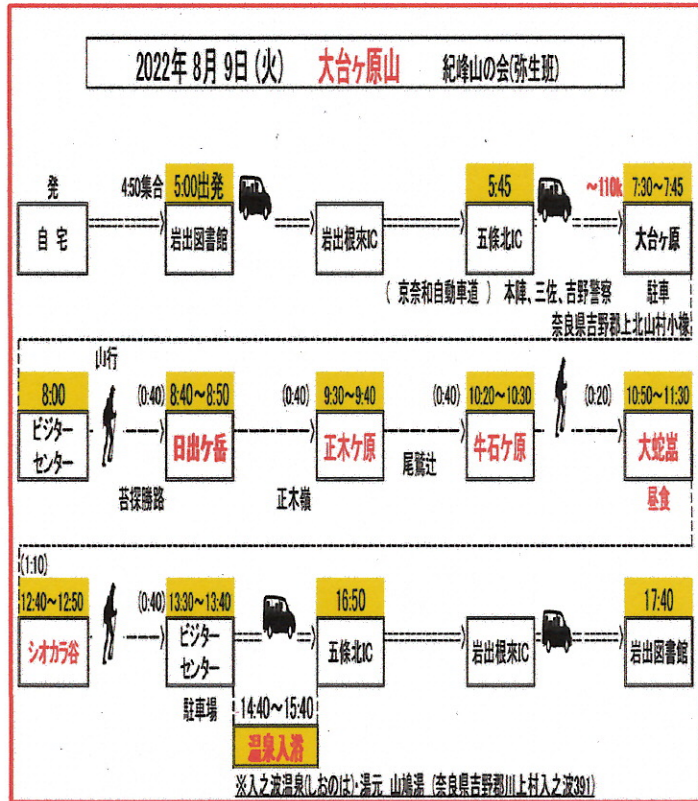 2022年 8月 9日 (火) 大台ヶ原山 紀峰山の会(弥生班)
発 4:50集合 5:00出発 5:45 ~110k 7:30~7:45
自 宅 岩出図書館 岩出根来IC 五條北IC 大台ヶ原
( 京奈和自動車道 ) 本陣、三佐、吉野警察 駐車
奈良県吉野郡上北山村小橡
山行
8:00 (0:40) 8:40~8:50 (0:40) 9:30~9:40 (0:40) 10:20~10:30 (0:20) 10:50~11:30
ビジターセンター 日出ケ岳 正木ケ原 牛石ケ原 大蛇嵓
苔探勝路 正木嶺 尾鷲辻 昼食
(1:10)
12:40~12:50 (0:40) 13:30~13:40 16:50 17:40
シオカラ谷 ビジターセンター 五條北IC 岩出根來IC 岩出図書館
駐車場 14:40~15:40
温泉入浴
※入之波温泉(しおのは)・湯元 山鳩湯 (奈良県吉野郡川上村入之波391)